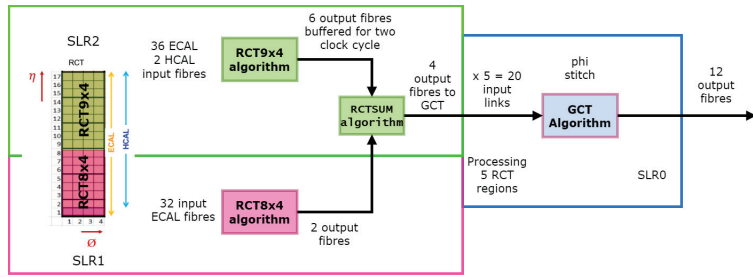 SLR2
RCT
η
17
16
15
14
13
12
11
10
9
8
7
6
5
4
3
2
1
RCT9x4
RCT8x4
ECAL
HCAL
1 2 3 4
Ø
SLR1
36 ECAL
2 HCAL
input fibres
RCT9x4
algorithm
6 output fibres
buffered for two
clock cycle
RCTSUM
algorithm
4
output
fibres to
GCT
32 input
ECAL fibres
RCT8x4
algorithm
2 output
fibres
x 5 = 20
input
links
phi
stitch
GCT
Algorithm
12
output
fibres
Processing
5 RCT
regions
SLR0